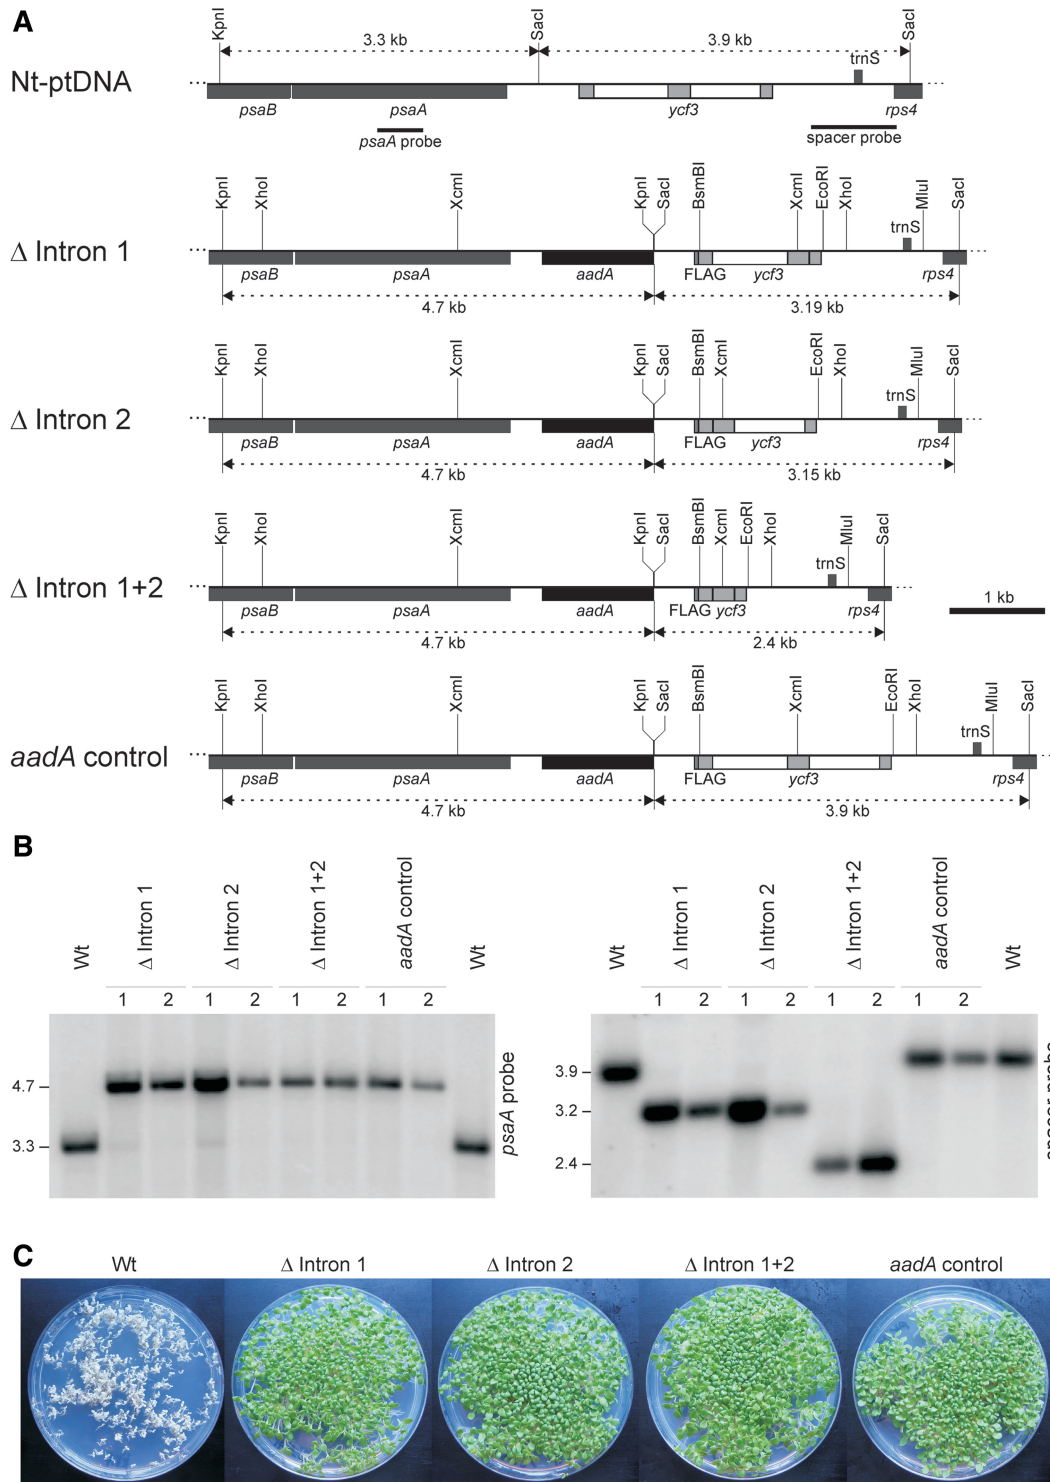 A
KpnI SacI SacI
3.3 kb 3.9 kb
trnS
Nt-ptDNA
psaB psaA ycf3 rps4
psaA probe spacer probe
KpnI XhoI XcmI KpnI SacI BsmBI XcmI EcoRI XhoI MluI SacI
trnS
Δ Intron 1
psaB psaA aadA FLAG ycf3 rps4
4.7 kb 3.19 kb
KpnI XhoI XcmI KpnI SacI BsmBI XcmI EcoRI XhoI MluI SacI
trnS
Δ Intron 2
psaB psaA aadA FLAG ycf3 rps4
4.7 kb 3.15 kb
KpnI XhoI XcmI KpnI SacI BsmBI XcmI EcoRI XhoI MluI SacI
trnS
Δ Intron 1+2
1 kb
psaB psaA aadA FLAG ycf3 rps4
4.7 kb 2.4 kb
KpnI XhoI XcmI KpnI SacI BsmBI XcmI EcoRI XhoI MluI SacI
trnS
aadA control
psaB psaA aadA FLAG ycf3 rps4
4.7 kb 3.9 kb
B
Wt Δ Intron 1 Δ Intron 2 Δ Intron 1+2 aadA control Wt
1 2 1 2 1 2 1 2
4.7
3.3
psaA probe
Wt Δ Intron 1 Δ Intron 2 Δ Intron 1+2 aadA control Wt
1 2 1 2 1 2 1 2
3.9
3.2
2.4
spacer probe
C
Wt Δ Intron 1 Δ Intron 2 Δ Intron 1+2 aadA control